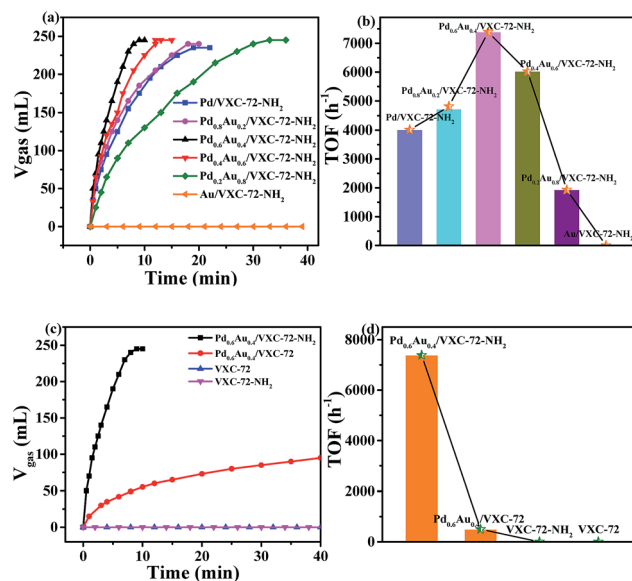 (a)
250
200
150
100
50
0
Vgas (mL)
Pd/VXC-72-NH₂
Pd₀.₈Au₀.₂/VXC-72-NH₂
Pd₀.₆Au₀.₄/VXC-72-NH₂
Pd₀.₄Au₀.₆/VXC-72-NH₂
Pd₀.₂Au₀.₈/VXC-72-NH₂
Au/VXC-72-NH₂
0 10 20 30 40
Time (min)
(b)
7000
6000
5000
4000
3000
2000
1000
0
TOF (h⁻¹)
Pd₀.₆Au₀.₄/VXC-72-NH₂
Pd₀.₄Au₀.₆/VXC-72-NH₂
Pd₀.₈Au₀.₂/VXC-72-NH₂
Pd/VXC-72-NH₂
Pd₀.₂Au₀.₈/VXC-72-NH₂
Au/VXC-72-NH₂
(c)
250
200
150
100
50
0
Vgas (mL)
Pd₀.₆Au₀.₄/VXC-72-NH₂
Pd₀.₆Au₀.₄/VXC-72
VXC-72
VXC-72-NH₂
0 10 20 30 40
Time (min)
(d)
8000
6000
4000
2000
0
TOF (h⁻¹)
Pd₀.₆Au₀.₄/VXC-72-NH₂
Pd₀.₆Au₀.₄/VXC-72
VXC-72-NH₂ VXC-72